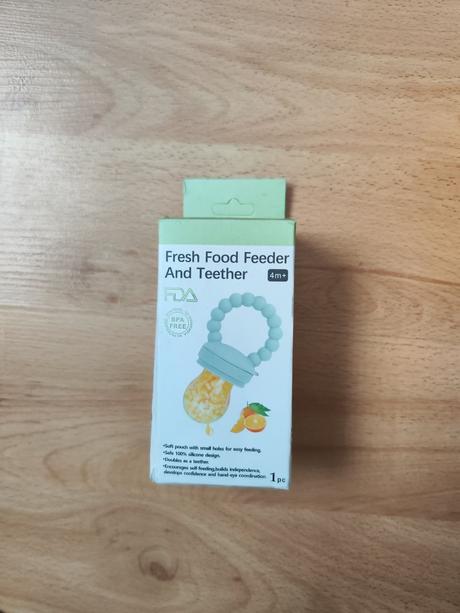 Fresh Food Feeder
And Teether 4m+
FDA
BPA
FREE
•Soft pouch with small holes for easy feeding.
•Safe 100% silicone design.
•Doubles as a teether.
•Encourages self-feeding,builds independence,
develops confidence and hand-eye coordination.
1pc